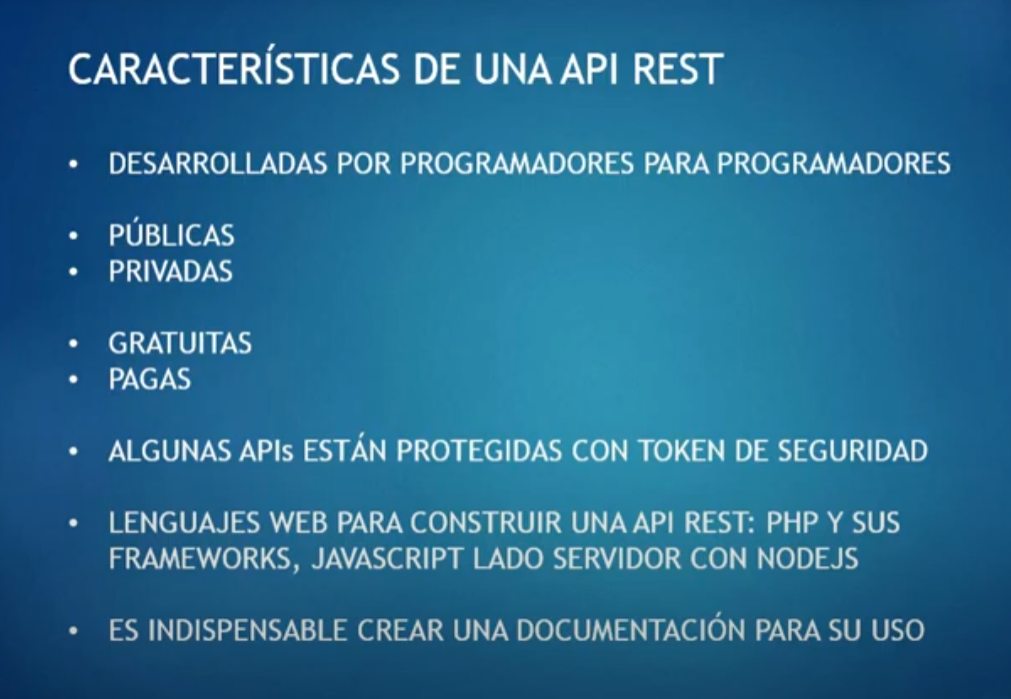 CARACTERÍSTICAS DE UNA API REST
• DESARROLLADAS POR PROGRAMADORES PARA PROGRAMADORES
• PÚBLICAS
• PRIVADAS
• GRATUITAS
• PAGAS
• ALGUNAS APIs ESTÁN PROTEGIDAS CON TOKEN DE SEGURIDAD
• LENGUAJES WEB PARA CONSTRUIR UNA API REST: PHP Y SUS
FRAMEWORKS, JAVASCRIPT LADO SERVIDOR CON NODEJS
• ES INDISPENSABLE CREAR UNA DOCUMENTACIÓN PARA SU USO